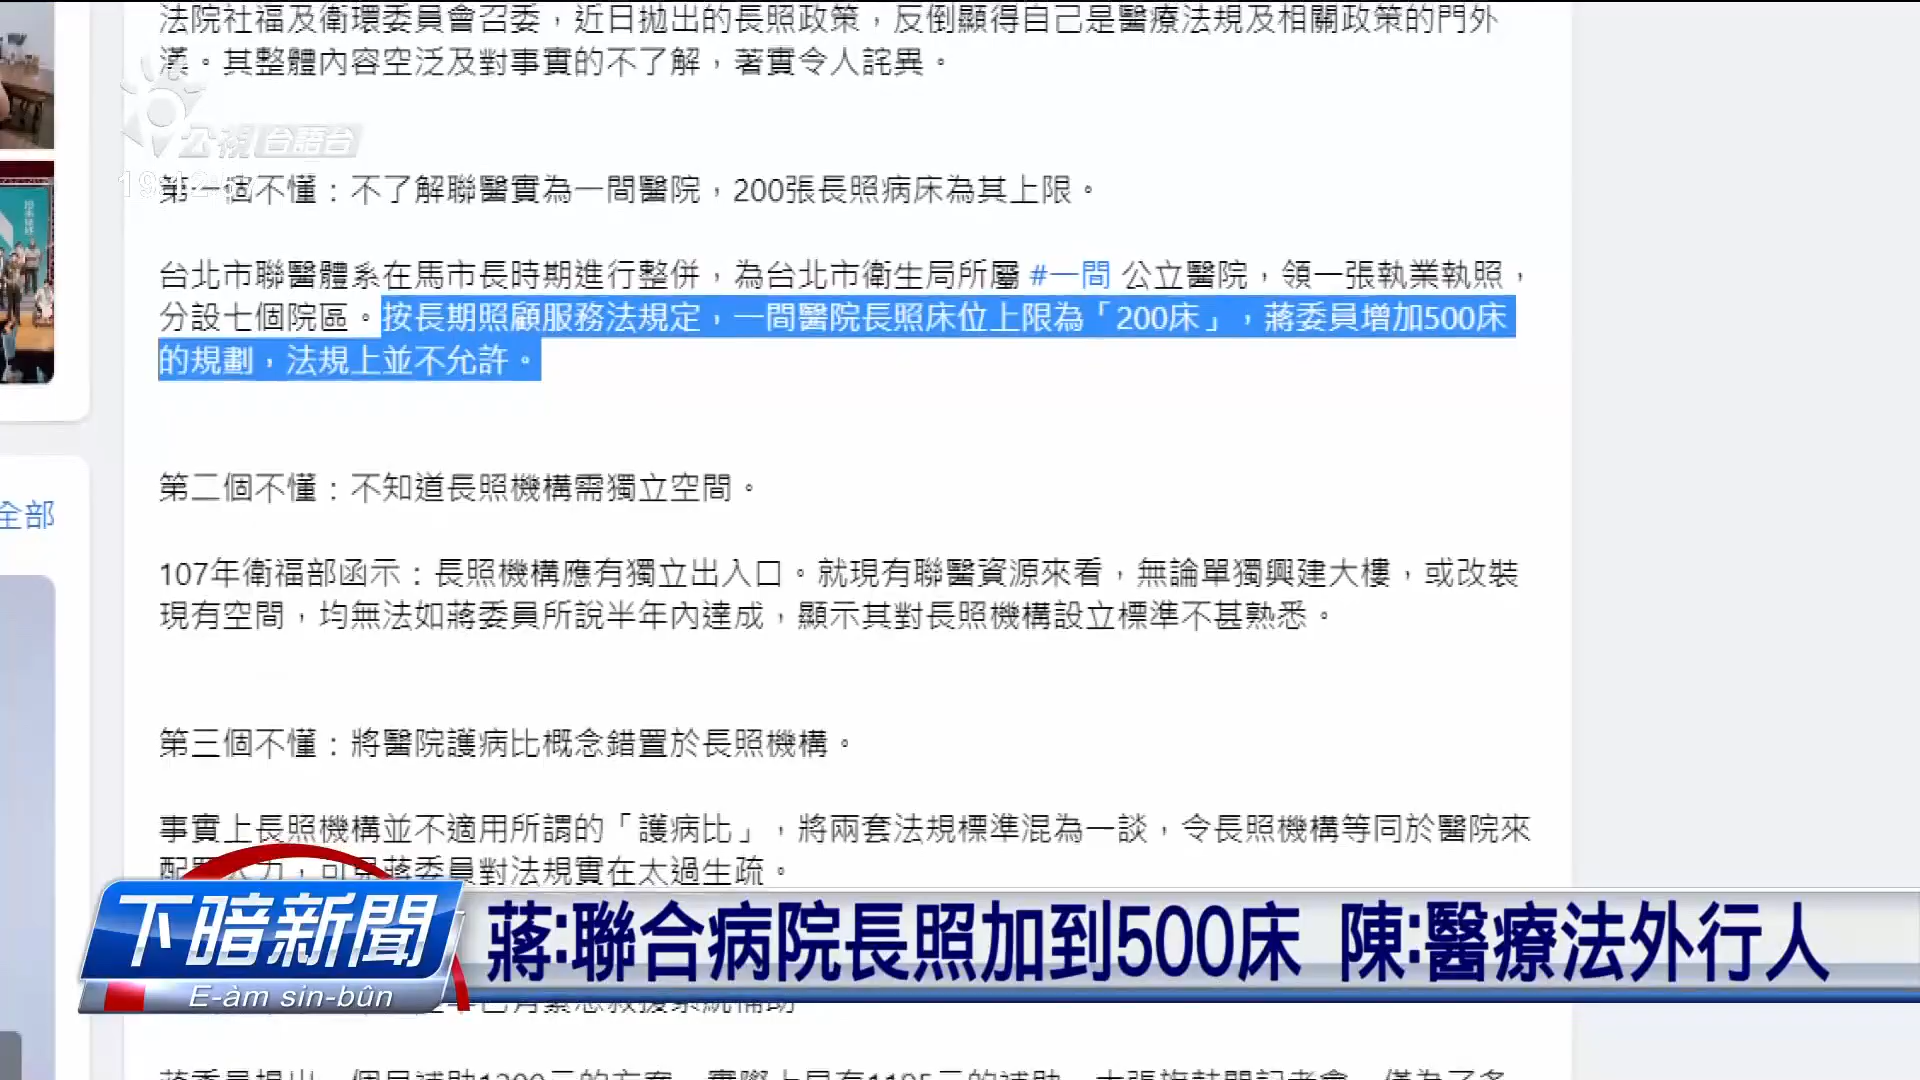 法院社福及衛環委員會召委，近日拋出的長照政策，反倒顯得自己是醫療法規及相關政策的門外
漢。其整體內容空泛及對事實的不了解，著實令人詫異。
公視台語台
第一個不懂：不了解聯醫實為一間醫院，200張長照病床為其上限。
台北市聯醫體系在馬市長時期進行整併，為台北市衛生局所屬 #一間 公立醫院，領一張執業執照，
分設七個院區。按長期照顧服務法規定，一間醫院長照床位上限為「200床」，蔣委員增加500床
的規劃，法規上並不允許。
第二個不懂：不知道長照機構需獨立空間。
全部
107年衛福部函示：長照機構應有獨立出入口。就現有聯醫資源來看，無論單獨興建大樓，或改裝
現有空間，均無法如蔣委員所說半年內達成，顯示其對長照機構設立標準不甚熟悉。
第三個不懂：將醫院護病比概念錯置於長照機構。
事實上長照機構並不適用所謂的「護病比」，將兩套法規標準混為一談，令長照機構等同於醫院來
配置人力，可見蔣委員對法規實在太過生疏。
下暗新聞
E-àm sin-bûn
蔣:聯合病院長照加到500床 陳:醫療法外行人